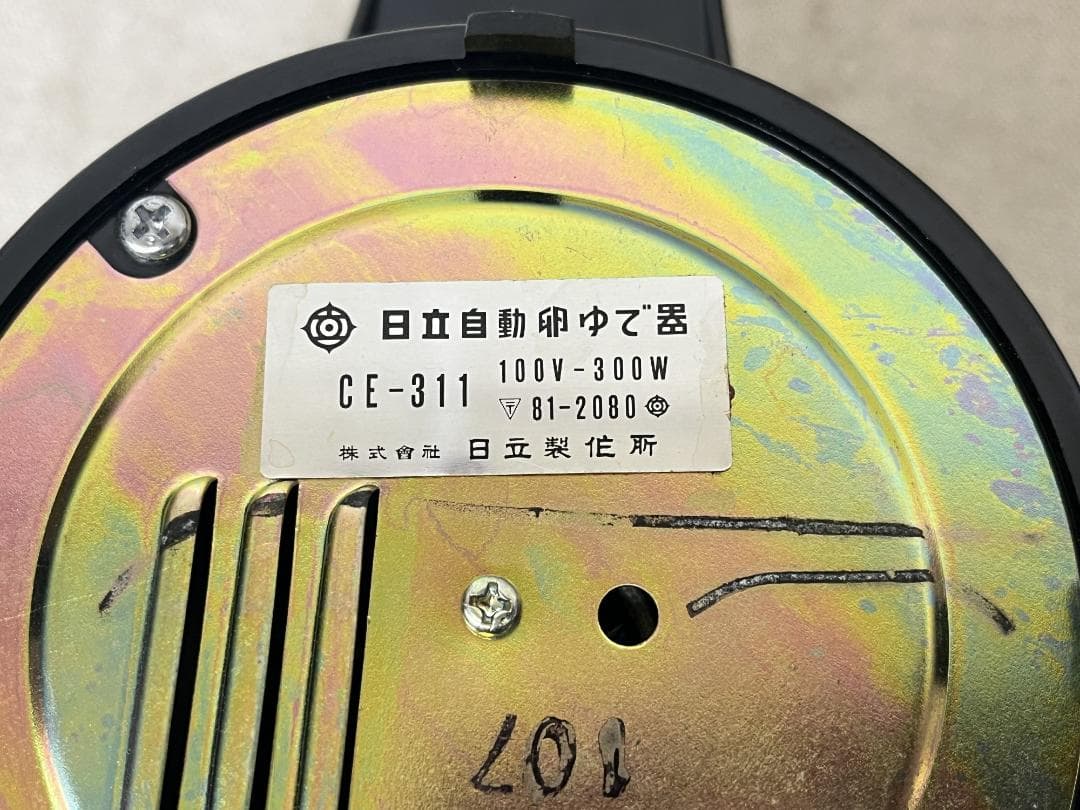 日立自動卵ゆで器
CE-311
100V-300W
〒 81-2080
株式會社 日立製作所
107